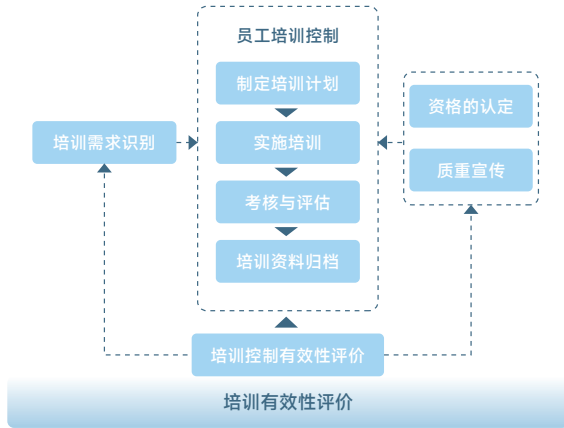 员工培训控制
制定培训计划
实施培训
考核与评估
培训资料归档
培训需求识别
资格的认定
质重宣传
培训控制有效性评价
培训有效性评价